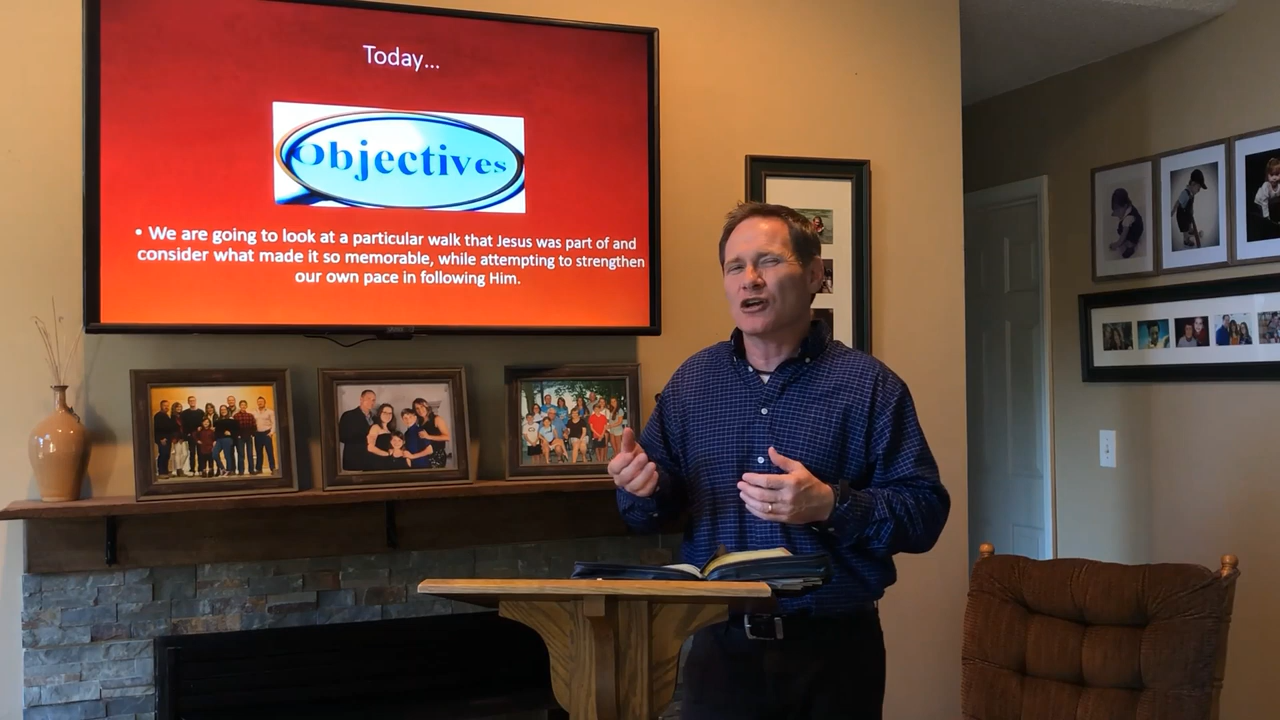 Today...
Objectives
• We are going to look at a particular walk that Jesus was part of and
consider what made it so memorable, while attempting to strengthen
our own pace in following Him.